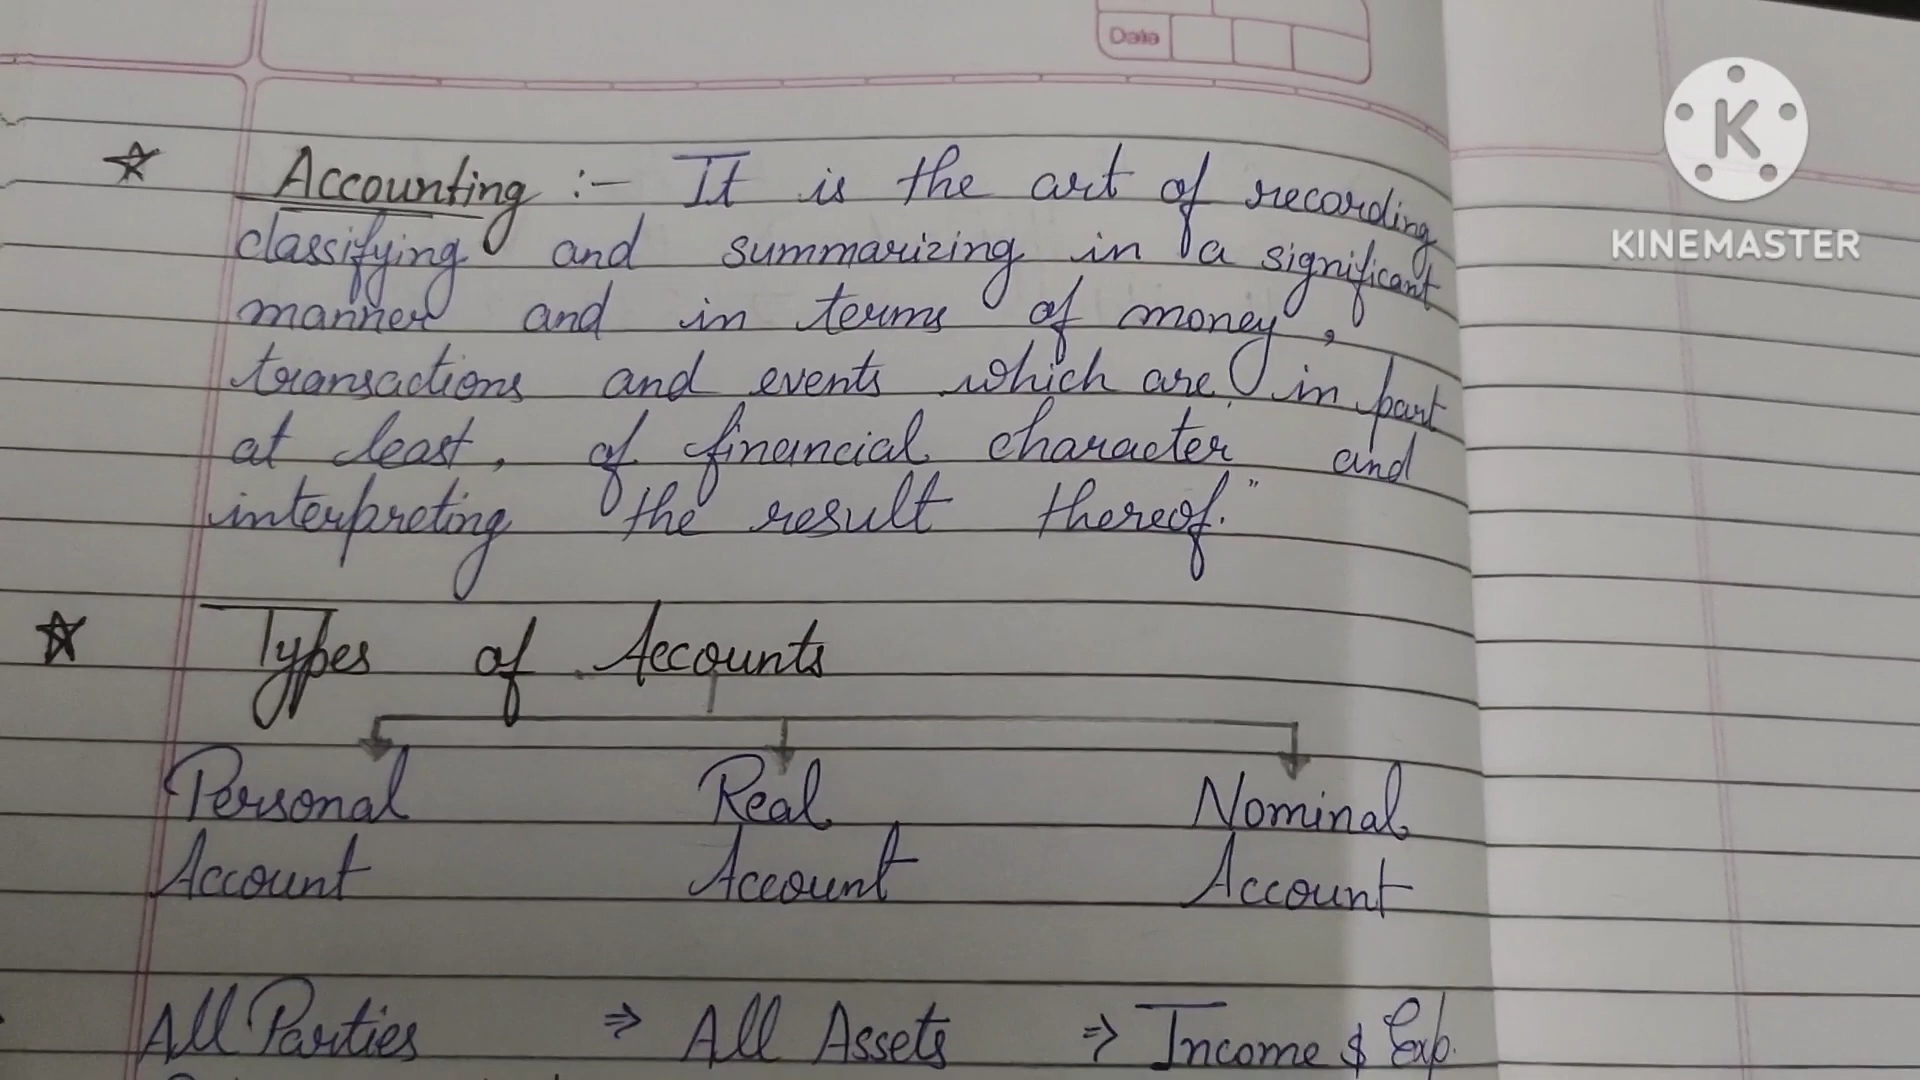 Date
K
KINEMASTER
☆ Accounting :- It is the art of recording
classifying and summarizing in a significant
manner and in terms of money,
transactions and events which are in part
at least, of financial character and
interpreting the result thereof."
☆ Types of Accounts
Personal Real Nominal
Account Account Account
All Parties ⇒ All Assets ⇒ Income & Exp.